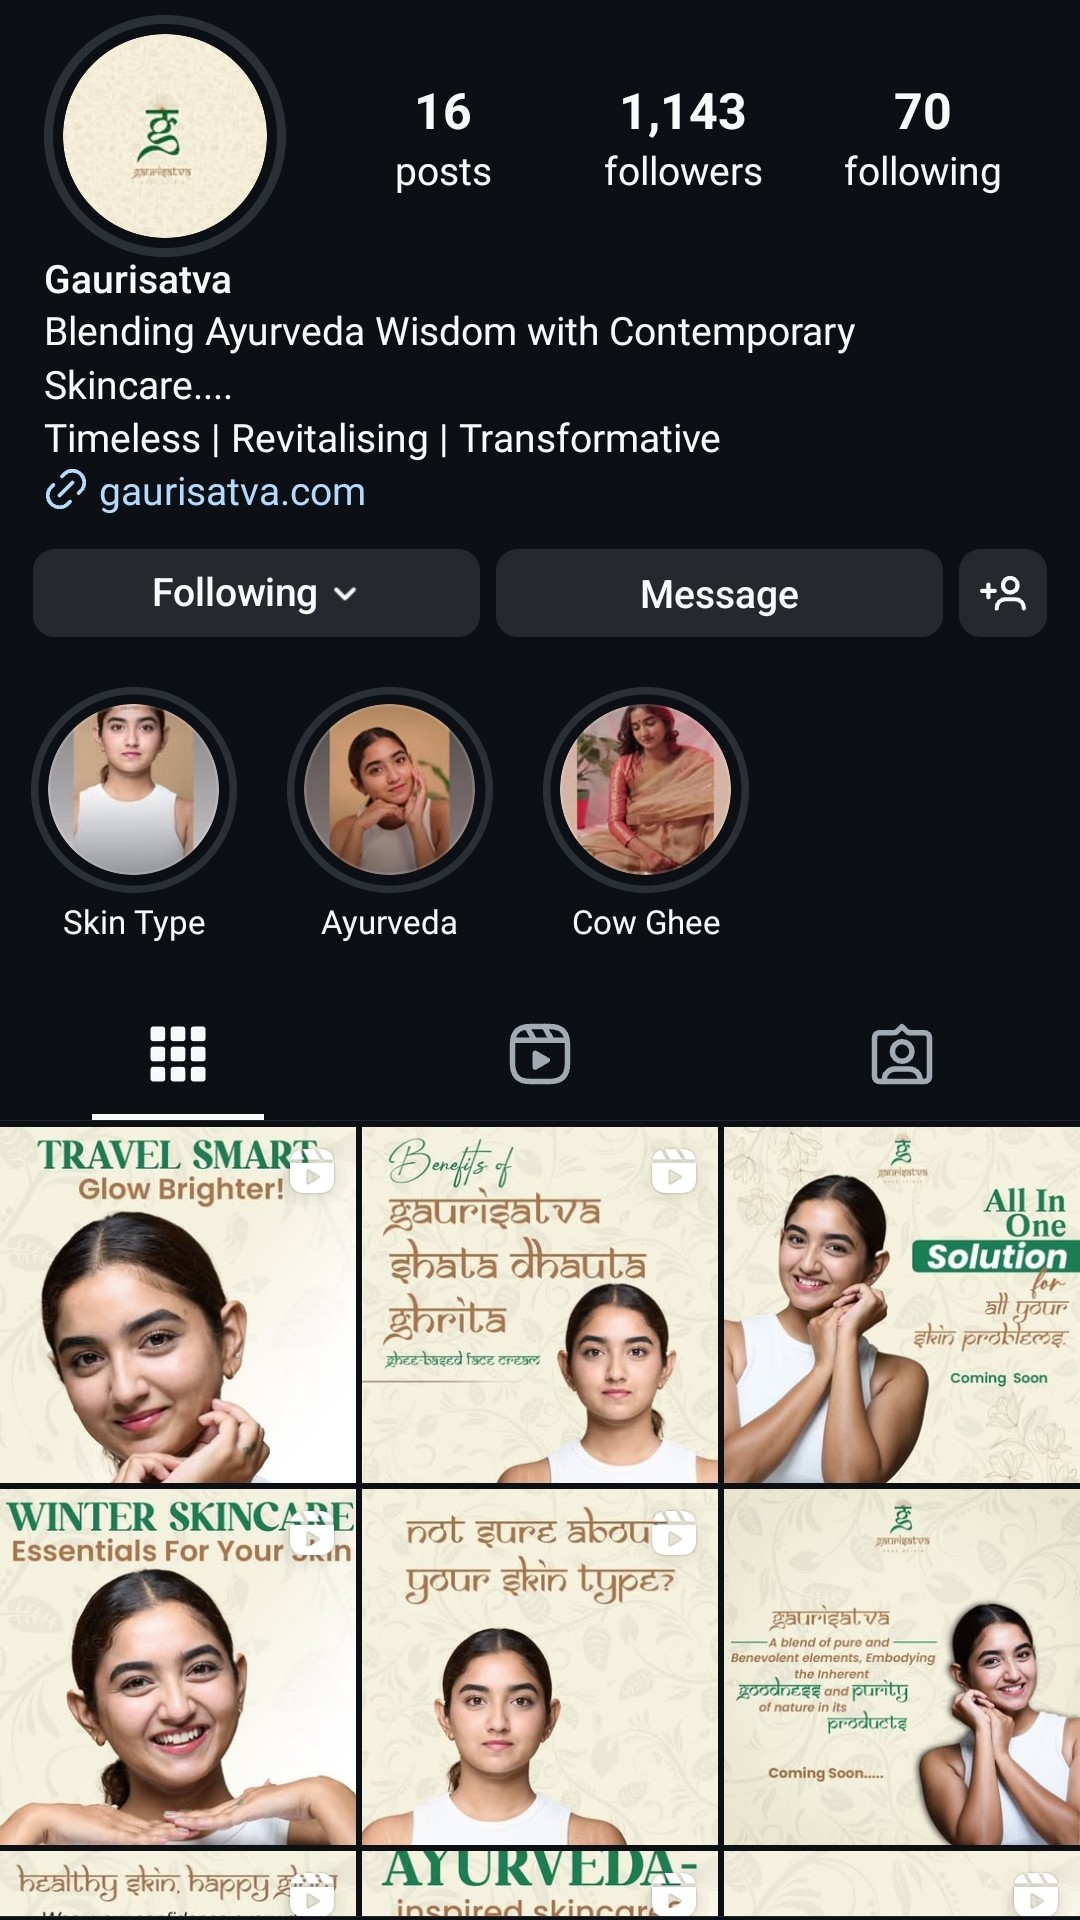 गु
gaurisatva
16
posts
1,143
followers
70
following
Gaurisatva
Blending Ayurveda Wisdom with Contemporary
Skincare....
Timeless | Revitalising | Transformative
gaurisatva.com
Following
Message
Skin Type
Ayurveda
Cow Ghee
TRAVEL SMART
Glow Brighter!
Benefits of
gaurisatva
shata dhauta
ghrita
ghee-based face cream
gaurisatva
All In
One
Solution
for
all your
skin problems.
Coming Soon
WINTER SKINCARE
Essentials For Your Skin
not sure about
your skin type?
gaurisatva
gaurisatva
A blend of pure and
Benevolent elements, Embodying
the Inherent
goodness and purity
of nature in its
products
Coming Soon.....
healthy skin, happy glow
AYURVEDA-
inspired skincare